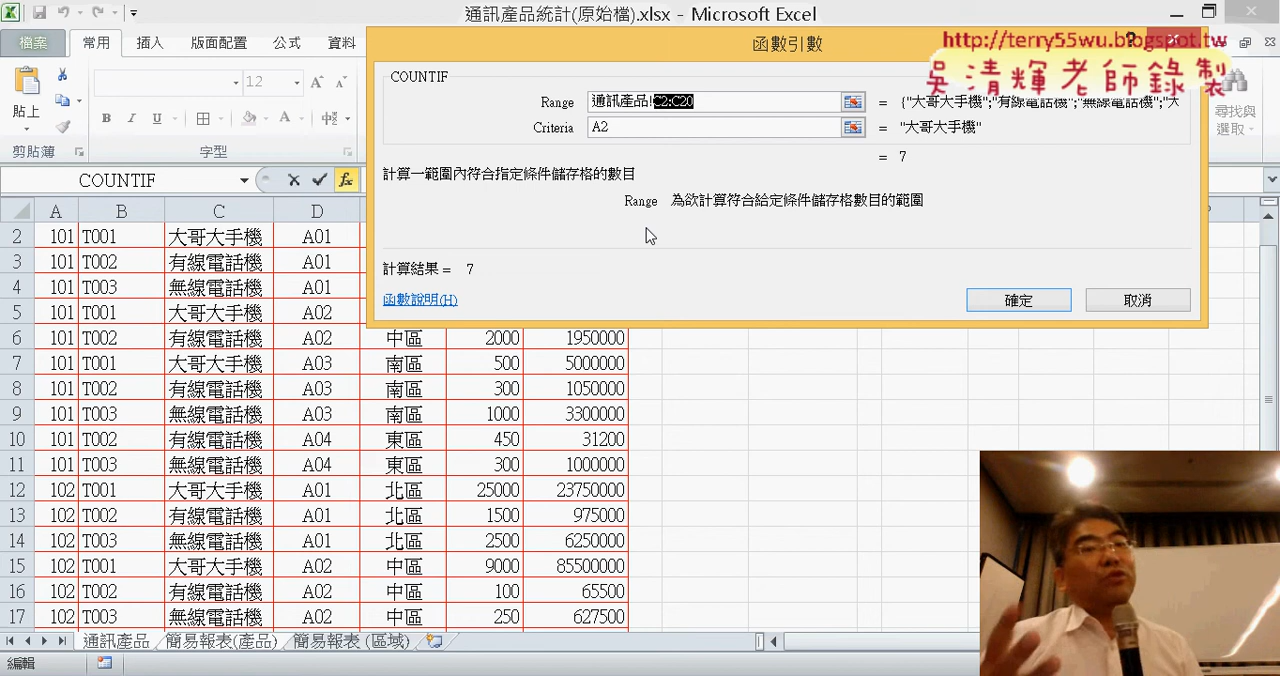 通訊產品統計(原始檔).xlsx - Microsoft Excel
檔案 常用 插入 版面配置 公式 資料
http://terry55wu.blogspot.tw
吳清輝老師錄製
12
貼上
剪貼簿 字型
尋找與
選取
函數引數
COUNTIF
Range 通訊產品!C2:C20 = {"大哥大手機";"有線電話機";"無線電話機";"大
Criteria A2 = "大哥大手機"
= 7
計算一範圍內符合指定條件儲存格的數目
Range 為欲計算符合給定條件儲存格數目的範圍
計算結果 = 7
函數說明(H)
確定 取消
COUNTIF
A B C D
2 101 T001 大哥大手機 A01
3 101 T002 有線電話機 A01
4 101 T003 無線電話機 A01
5 101 T001 大哥大手機 A02
6 101 T002 有線電話機 A02 中區 2000 1950000
7 101 T001 大哥大手機 A03 南區 500 5000000
8 101 T002 有線電話機 A03 南區 300 1050000
9 101 T003 無線電話機 A03 南區 1000 3300000
10 101 T002 有線電話機 A04 東區 450 31200
11 101 T003 無線電話機 A04 東區 300 1000000
12 102 T001 大哥大手機 A01 北區 25000 23750000
13 102 T002 有線電話機 A01 北區 1500 975000
14 102 T003 無線電話機 A01 北區 2500 6250000
15 102 T001 大哥大手機 A02 中區 9000 85500000
16 102 T002 有線電話機 A02 中區 100 65500
17 102 T003 無線電話機 A02 中區 250 627500
通訊產品 簡易報表(產品) 簡易報表 (區域)
編輯